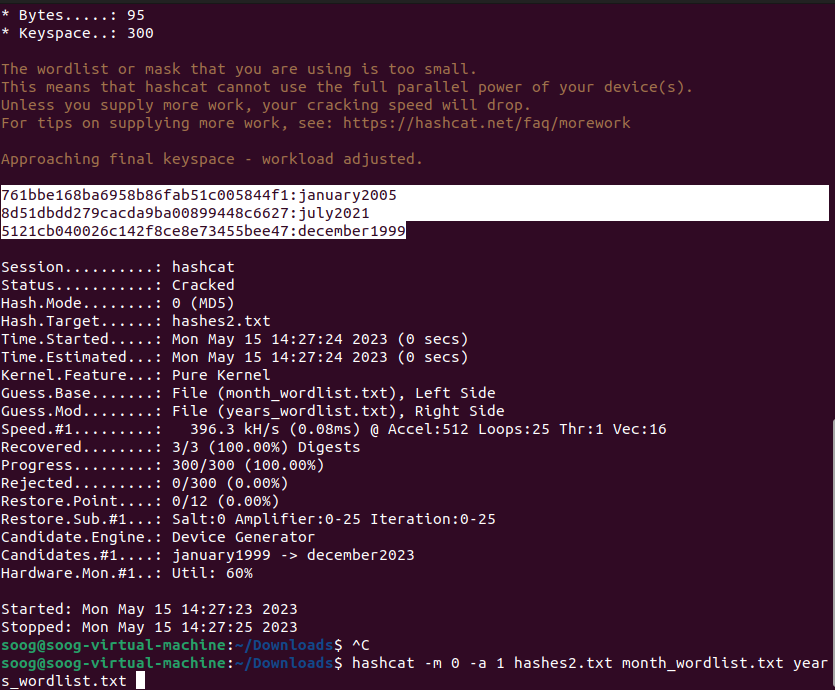 * Bytes.....: 95
* Keyspace..: 300
The wordlist or mask that you are using is too small.
This means that hashcat cannot use the full parallel power of your device(s).
Unless you supply more work, your cracking speed will drop.
For tips on supplying more work, see: https://hashcat.net/faq/morework
Approaching final keyspace - workload adjusted.
761bbe168ba6958b86fab51c005844f1:january2005
8d51dbdd279cacda9ba00899448c6627:july2021
5121cb040026c142f8ce8e73455bee47:december1999
Session..........: hashcat
Status...........: Cracked
Hash.Mode........: 0 (MD5)
Hash.Target......: hashes2.txt
Time.Started.....: Mon May 15 14:27:24 2023 (0 secs)
Time.Estimated...: Mon May 15 14:27:24 2023 (0 secs)
Kernel.Feature...: Pure Kernel
Guess.Base.......: File (month_wordlist.txt), Left Side
Guess.Mod........: File (years_wordlist.txt), Right Side
Speed.#1.........:   396.3 kH/s (0.08ms) @ Accel:512 Loops:25 Thr:1 Vec:16
Recovered........: 3/3 (100.00%) Digests
Progress.........: 300/300 (100.00%)
Rejected.........: 0/300 (0.00%)
Restore.Point....: 0/12 (0.00%)
Restore.Sub.#1...: Salt:0 Amplifier:0-25 Iteration:0-25
Candidate.Engine.: Device Generator
Candidates.#1....: january1999 -> december2023
Hardware.Mon.#1..: Util: 60%
Started: Mon May 15 14:27:23 2023
Stopped: Mon May 15 14:27:25 2023
soog@soog-virtual-machine:~/Downloads$ ^C
soog@soog-virtual-machine:~/Downloads$ hashcat -m 0 -a 1 hashes2.txt month_wordlist.txt year
s_wordlist.txt